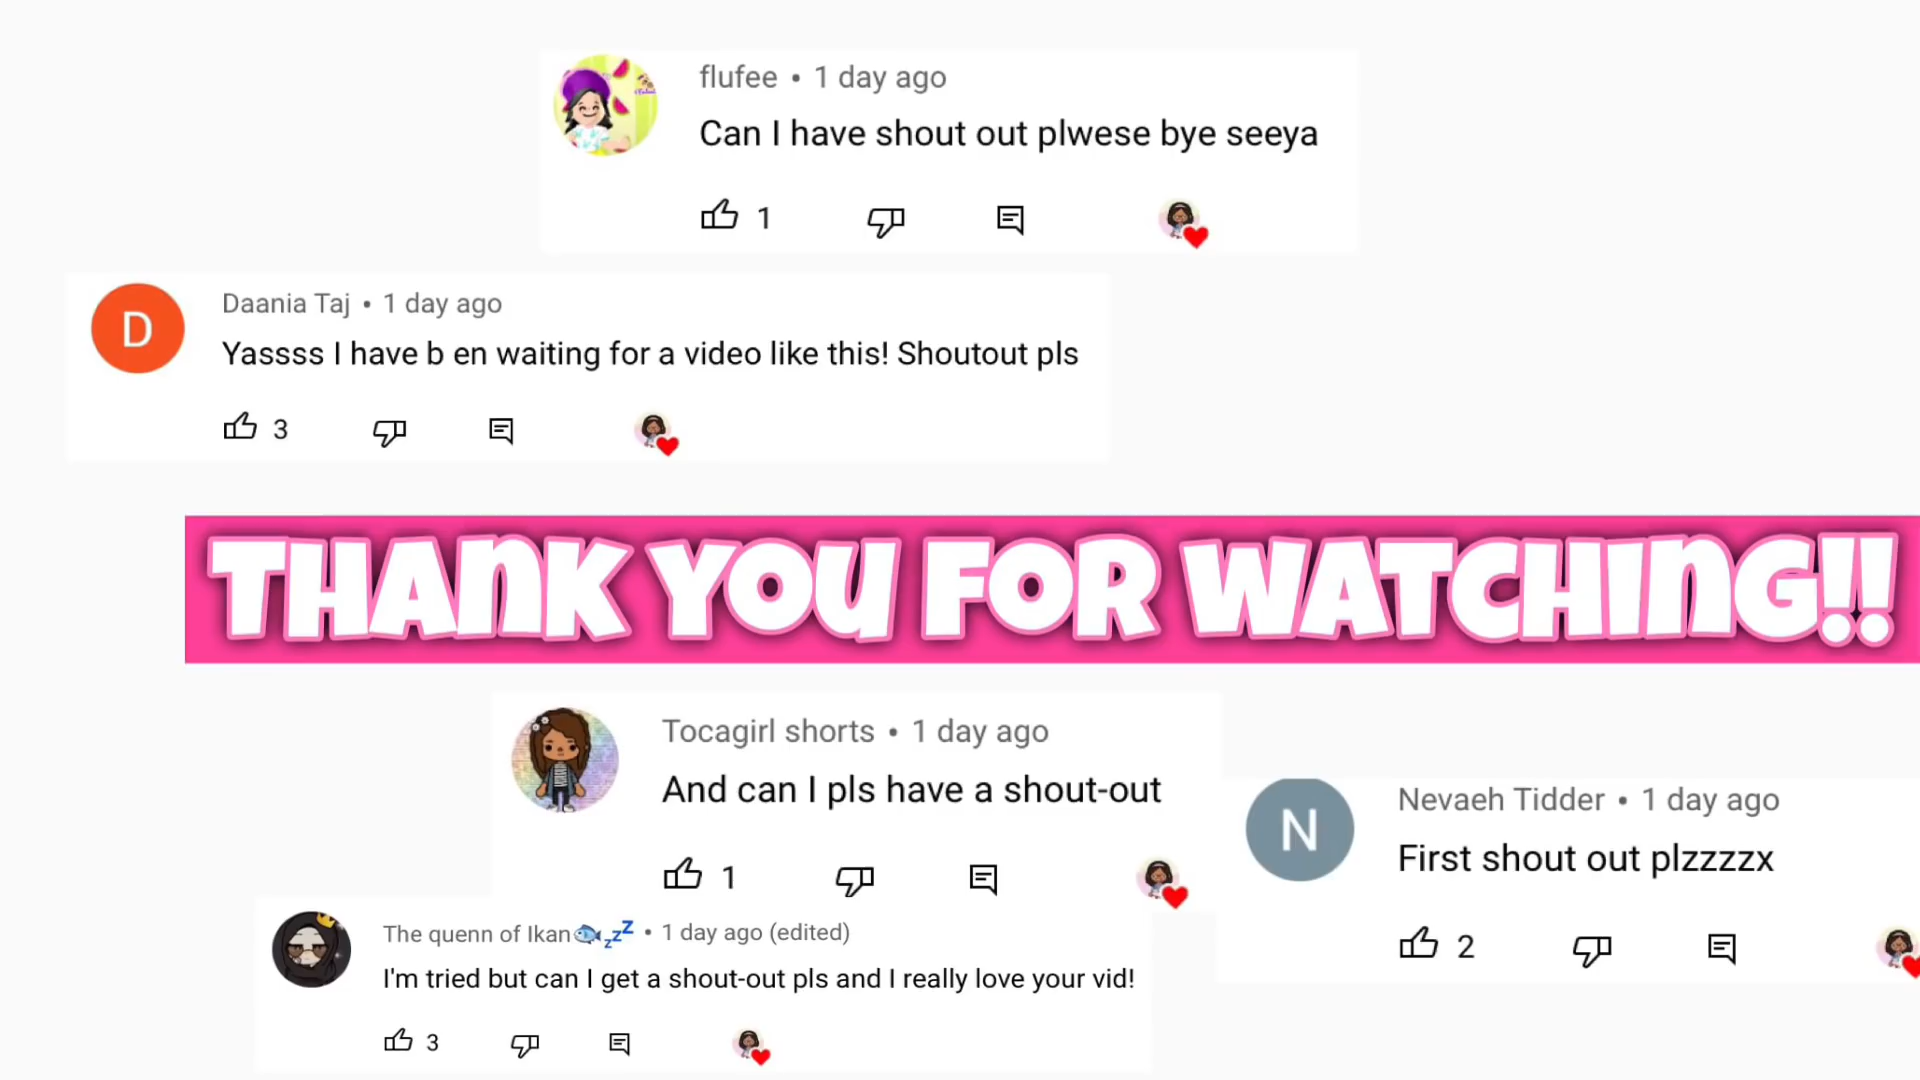 flufee • 1 day ago
Can I have shout out plwese bye seeya
1
D
Daania Taj • 1 day ago
Yassss I have b en waiting for a video like this! Shoutout pls
3
THANK YOU FOR WATCHING!!
Tocagirl shorts • 1 day ago
And can I pls have a shout-out
1
N
Nevaeh Tidder • 1 day ago
First shout out plzzzzx
2
The quenn of Ikan🐟💤 • 1 day ago (edited)
I'm tried but can I get a shout-out pls and I really love your vid!
3